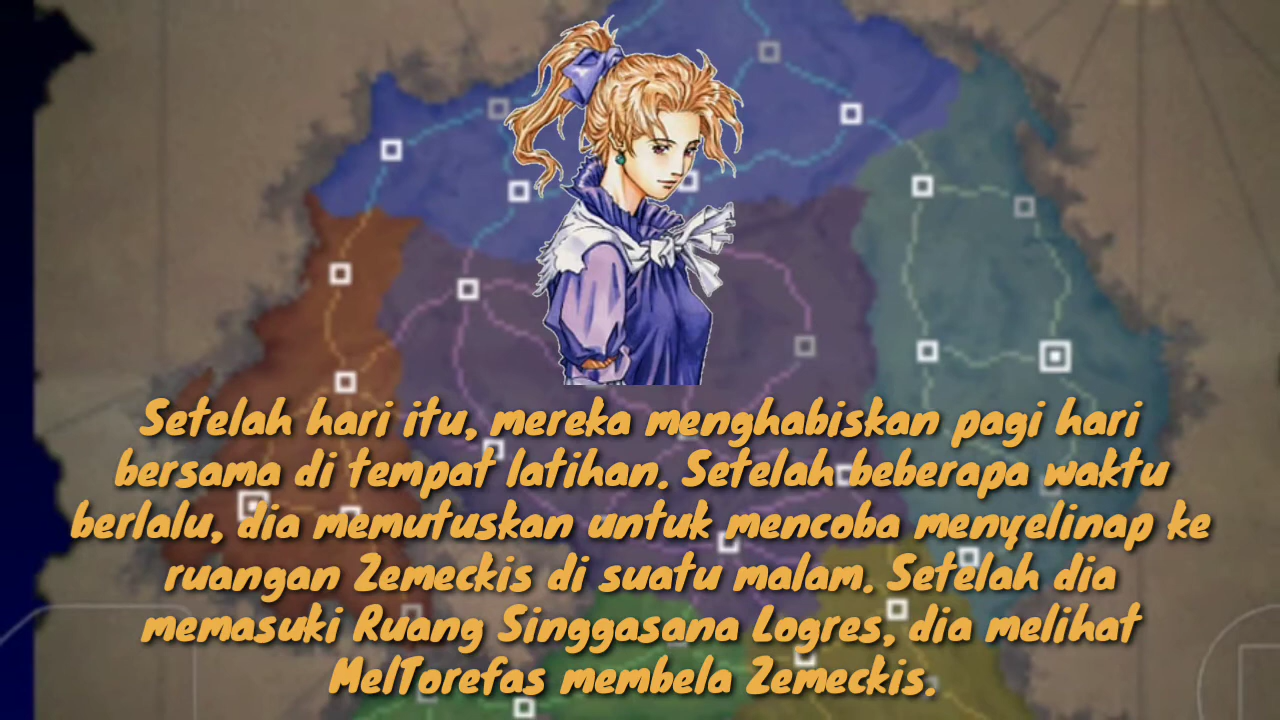 Setelah hari itu, mereka menghabiskan pagi hari
bersama di tempat latihan. Setelah beberapa waktu
berlalu, dia memutuskan untuk mencoba menyelinap ke
ruangan Zemeckis di suatu malam. Setelah dia
memasuki Ruang Singgasana Logres, dia melihat
MelTorefas membela Zemeckis.